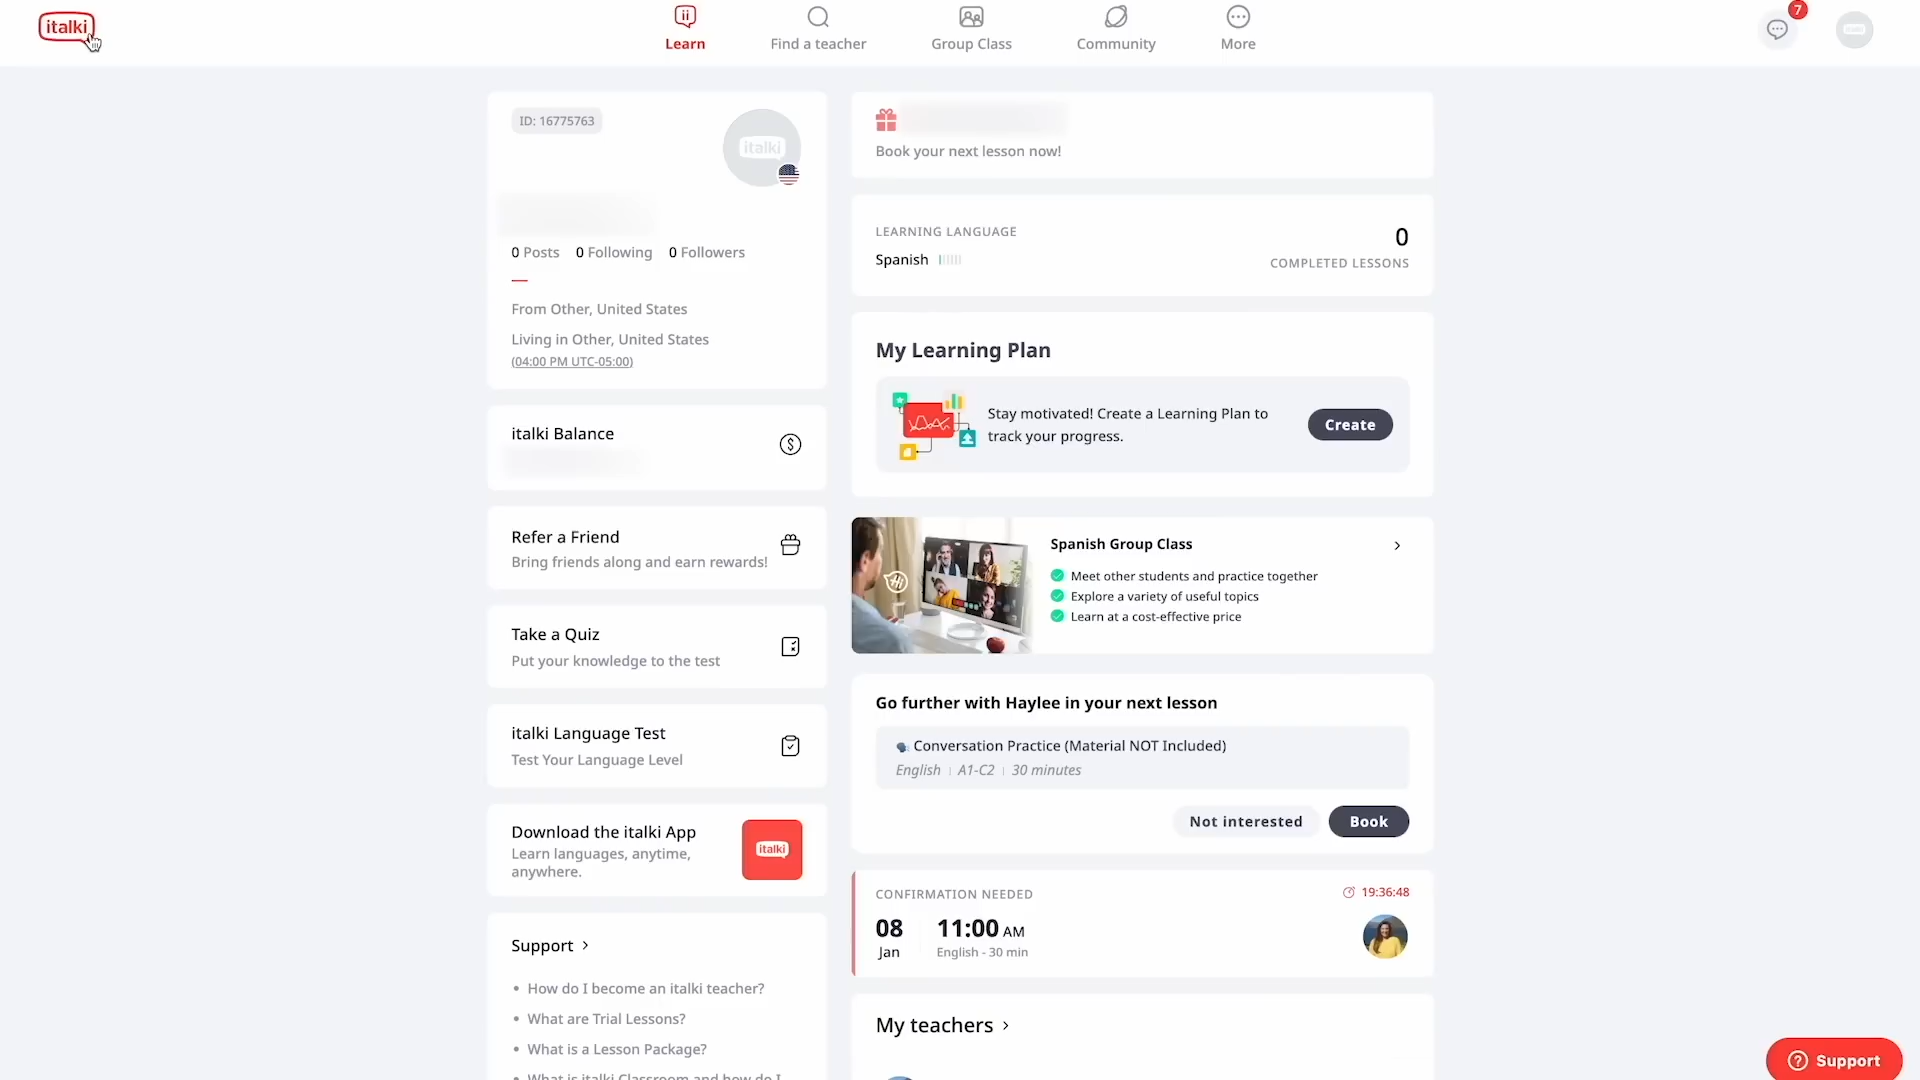 italki
Learn
Find a teacher
Group Class
Community
More
7
ID: 16775763
italki
0 Posts 0 Following 0 Followers
From Other, United States
Living in Other, United States
(04:00 PM UTC-05:00)
italki Balance
Refer a Friend
Bring friends along and earn rewards!
Take a Quiz
Put your knowledge to the test
italki Language Test
Test Your Language Level
Download the italki App
Learn languages, anytime,
anywhere.
italki
Support
• How do I become an italki teacher?
• What are Trial Lessons?
• What is a Lesson Package?
• What is italki Classroom and how do I
Book your next lesson now!
LEARNING LANGUAGE
Spanish
0
COMPLETED LESSONS
My Learning Plan
Stay motivated! Create a Learning Plan to
track your progress.
Create
Hi
Spanish Group Class
Meet other students and practice together
Explore a variety of useful topics
Learn at a cost-effective price
Go further with Haylee in your next lesson
Conversation Practice (Material NOT Included)
English | A1-C2 | 30 minutes
Not interested
Book
CONFIRMATION NEEDED
19:36:48
08 11:00 AM
Jan English - 30 min
My teachers
Support